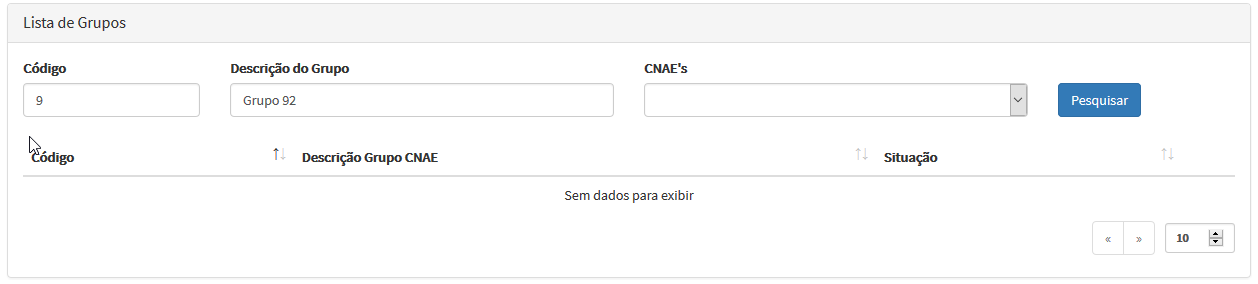 Lista de Grupos
Código Descrição do Grupo CNAE's
9 Grupo 92 Pesquisar
Código Descrição Grupo CNAE Situação
Sem dados para exibir
« » 10